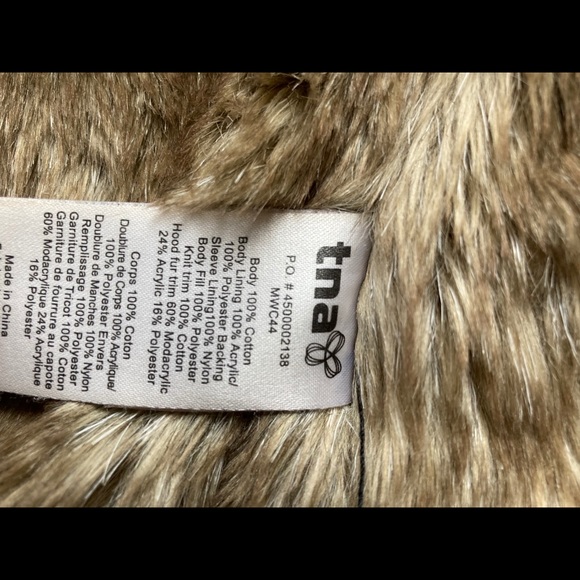 tna
P.O. # 4500002138
MWC44
Body 100% Cotton
Body Lining 100% Acrylic/
100% Polyester Backing
Sleeve Lining100% Nylon
Body Fill 100% Polyester
Knit trim 100% Cotton
Hood fur trim 60% Modacrylic
24% Acrylic 16% Polyester
Corps 100% Coton
Doublure de Corps 100% Acrylique/
100% Polyester Envers
Doublure de Manches 100% Nylon
Remplissage 100% Polyester
Garniture de Tricot 100% Coton
Garniture de fourrure au capote
60% Modacrylique 24% Acrylique
16% Polyester
Made in China